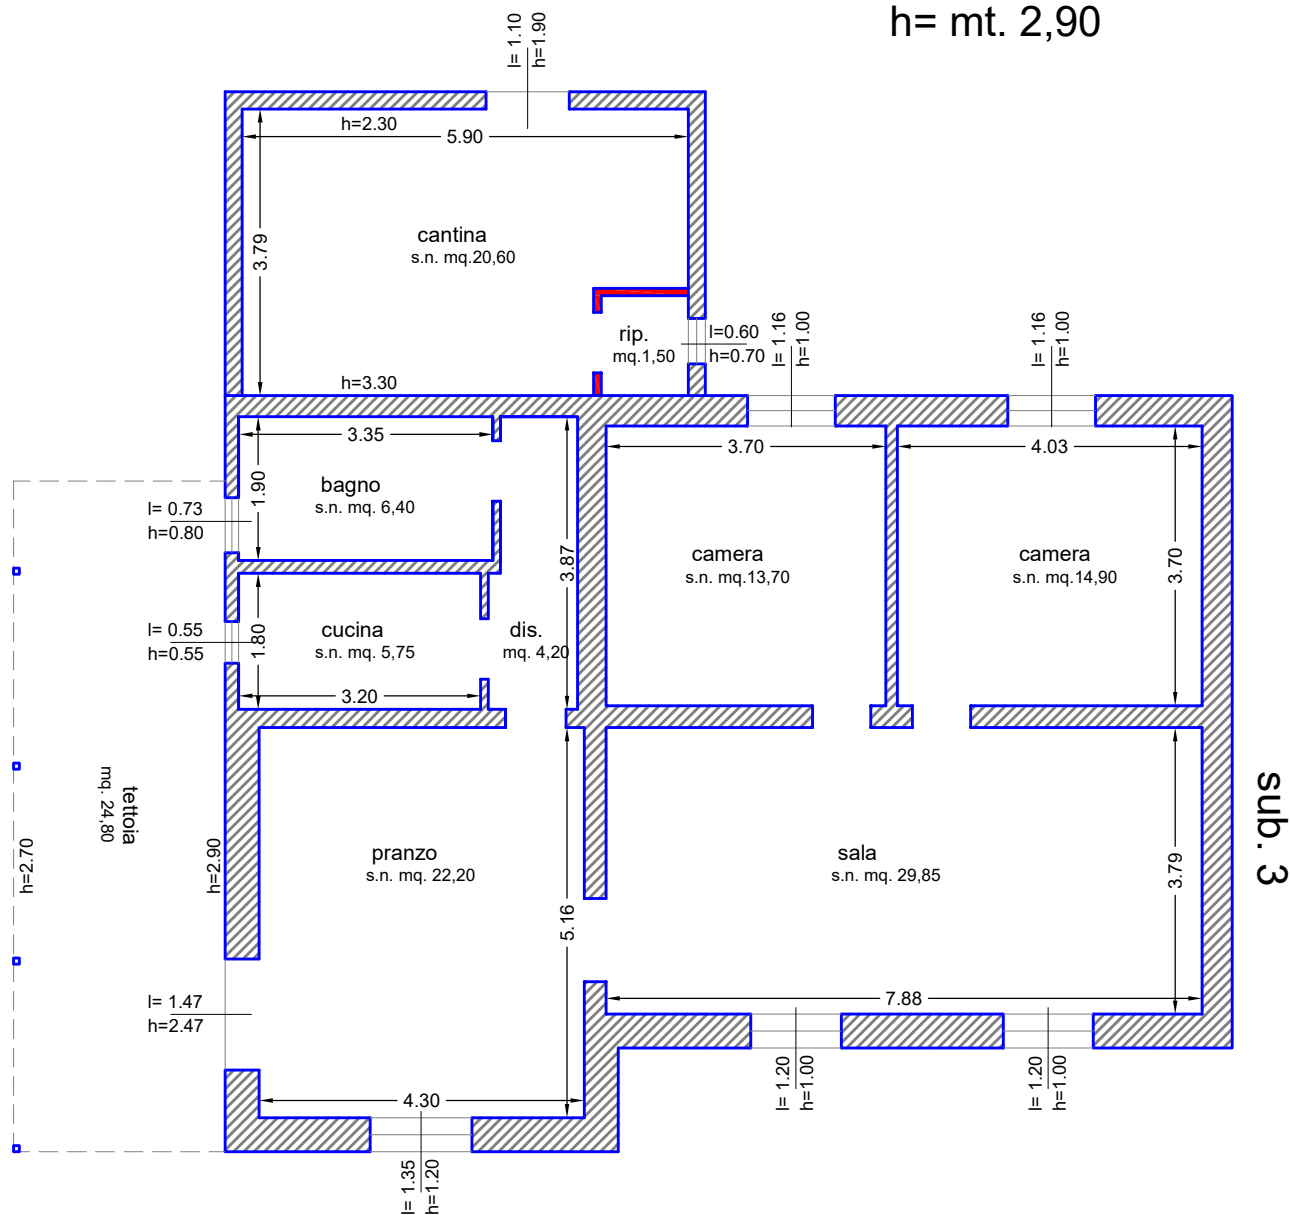 h= mt. 2,90
l= 1.10
h=1.90
h=2.30
5.90
3.79
cantina
s.n. mq.20,60
rip.
mq.1,50
l=0.60
h=0.70
l= 1.16
h=1.00
l= 1.16
h=1.00
h=3.30
3.35
1.90
bagno
s.n. mq. 6,40
l= 0.73
h=0.80
3.70
4.03
3.87
camera
s.n. mq.13,70
camera
s.n. mq.14,90
3.70
l= 0.55
h=0.55
1.80
cucina
s.n. mq. 5,75
3.20
dis.
mq. 4,20
tettoia
mq. 24,80
h=2.70
h=2.90
pranzo
s.n. mq. 22,20
5.16
sala
s.n. mq. 29,85
3.79
sub. 3
l= 1.47
h=2.47
7.88
4.30
l= 1.20
h=1.00
l= 1.20
h=1.00
l= 1.35
h=1.20